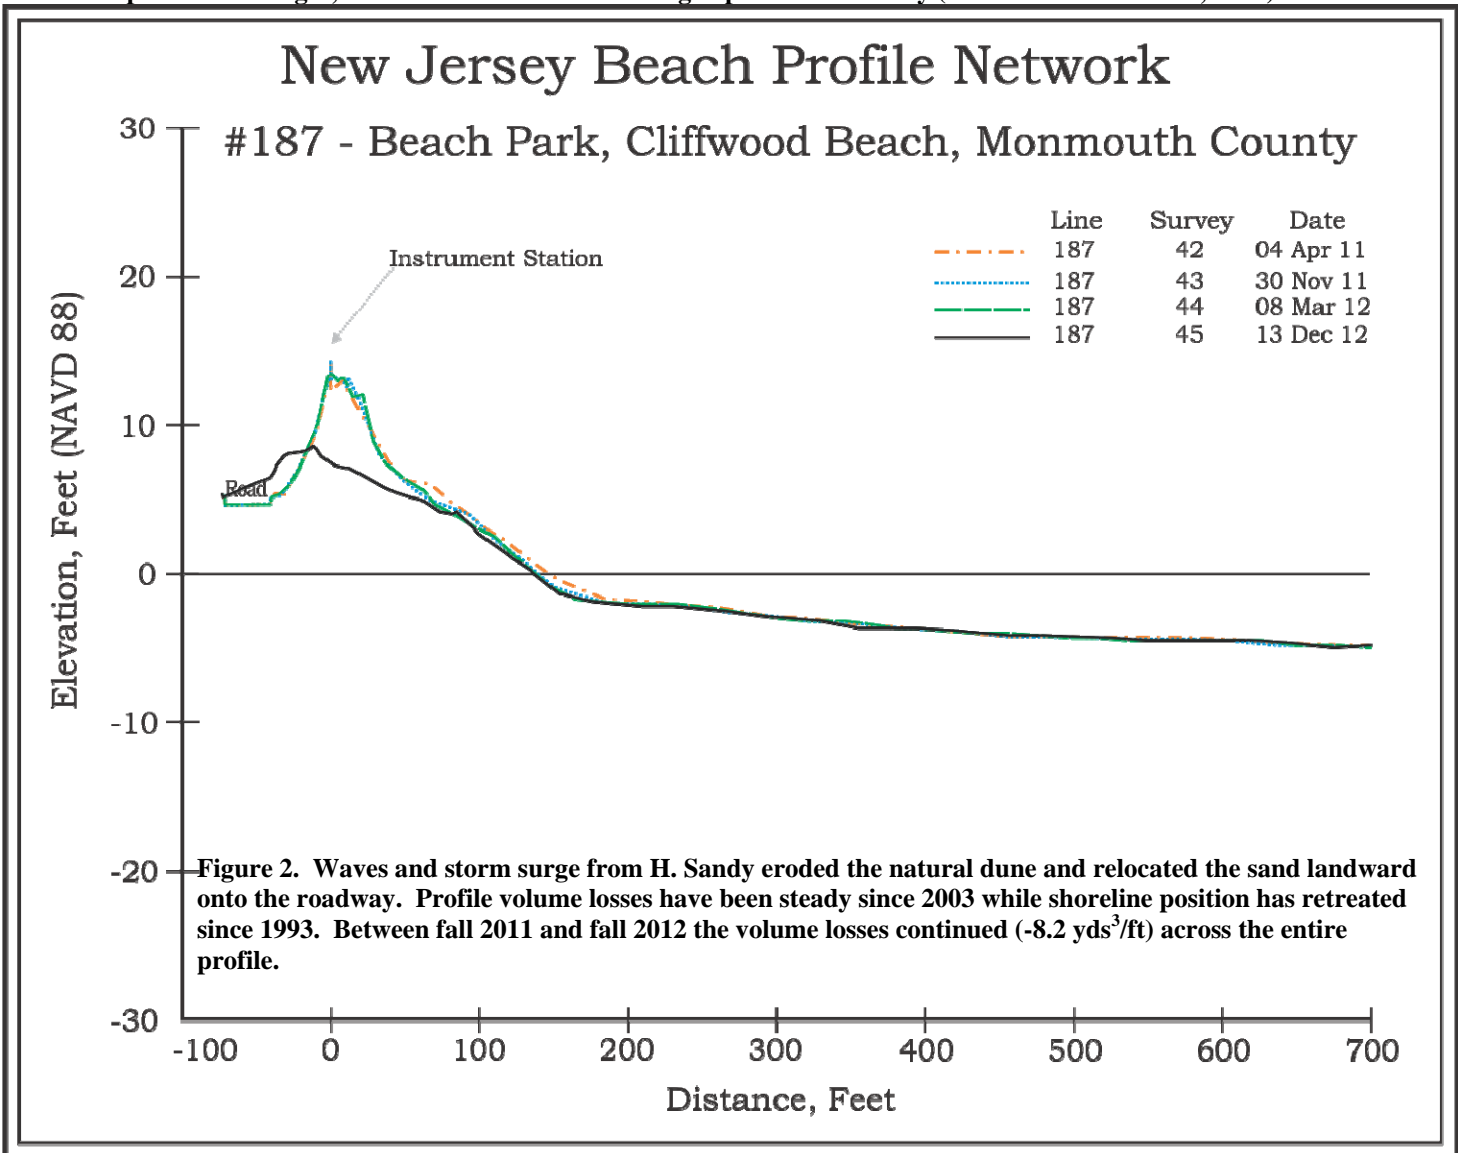 New Jersey Beach Profile Network
#187 - Beach Park, Cliffwood Beach, Monmouth County
Line Survey Date
187 42 04 Apr 11
187 43 30 Nov 11
187 44 08 Mar 12
187 45 13 Dec 12
Instrument Station
Road
Elevation, Feet (NAVD 88)
30
20
10
0
-10
-20
-30
Figure 2. Waves and storm surge from H. Sandy eroded the natural dune and relocated the sand landward
onto the roadway. Profile volume losses have been steady since 2003 while shoreline position has retreated
since 1993. Between fall 2011 and fall 2012 the volume losses continued (-8.2 yds³/ft) across the entire
profile.
-100 0 100 200 300 400 500 600 700
Distance, Feet